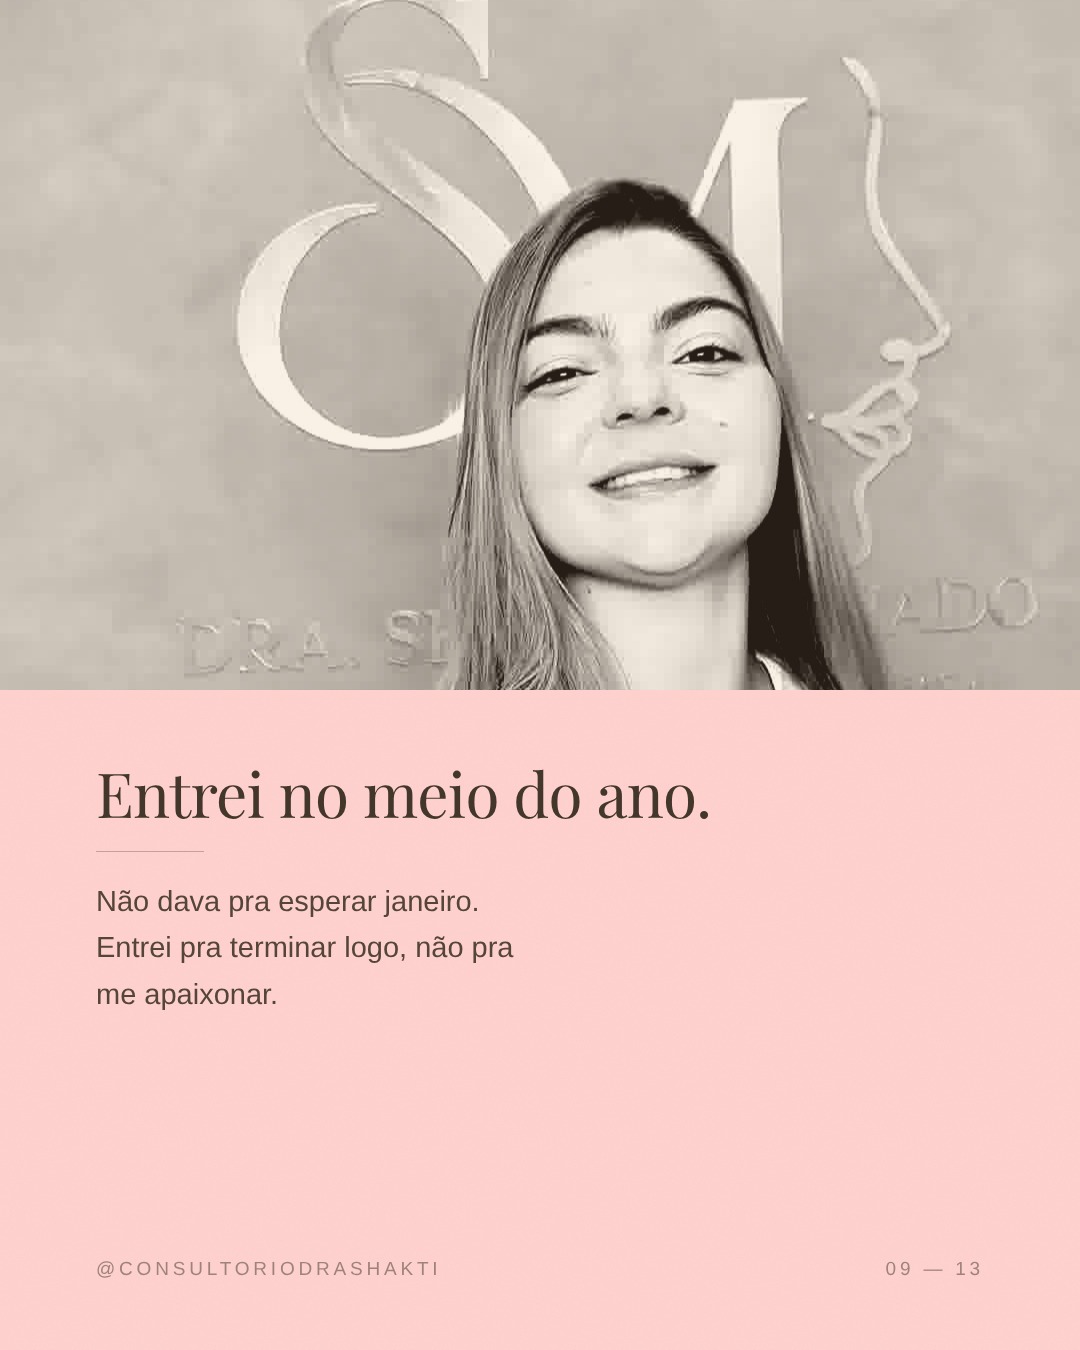 SM
DRA. SH
ADO
Entrei no meio do ano.
Não dava pra esperar janeiro.
Entrei pra terminar logo, não pra
me apaixonar.
@CONSULTORIODRASHAKTI
09 — 13